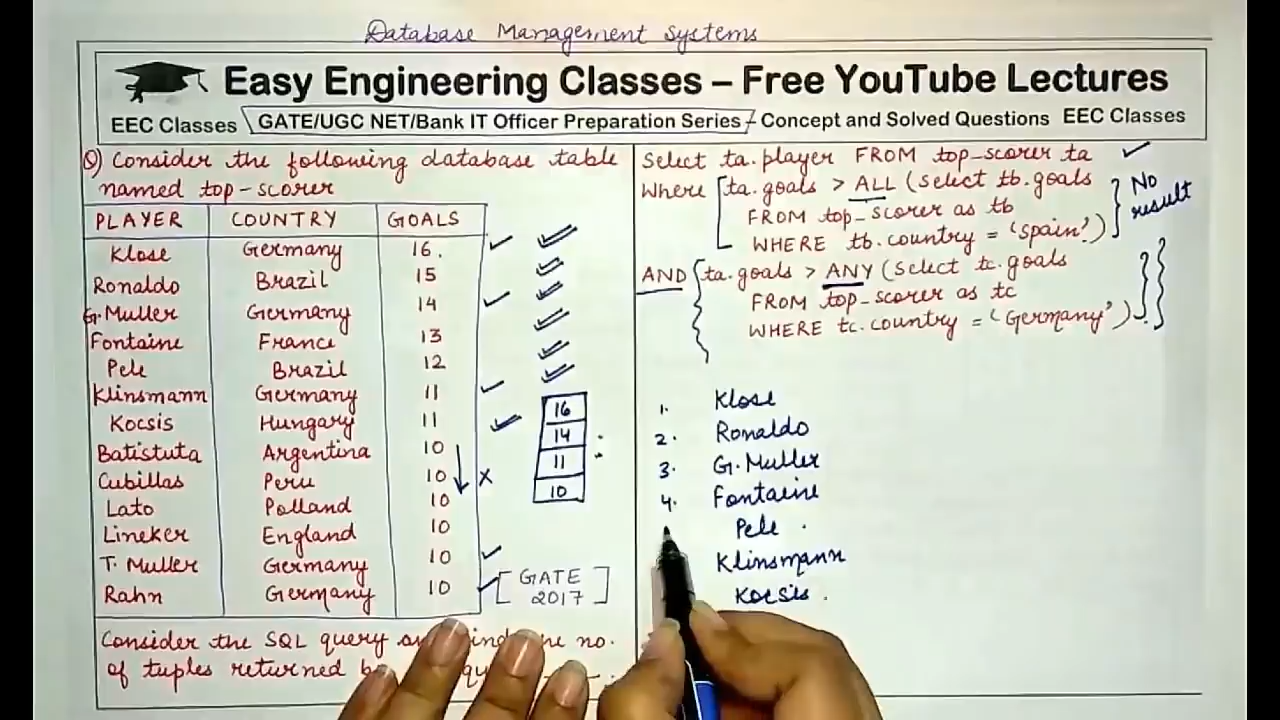 Database Management Systems
Easy Engineering Classes – Free YouTube Lectures
EEC Classes GATE/UGC NET/Bank IT Officer Preparation Series – Concept and Solved Questions EEC Classes
Q) Consider the following database table
named top-scorer
PLAYER COUNTRY GOALS
Klose Germany 16.
Ronaldo Brazil 15
G.Muller Germany 14
Fontaine France 13
Pele Brazil 12
Klinsmann Germany 11
Kocsis Hungary 11
Batistuta Argentina 10
Cubillas Peru 10
Lato Polland 10
Lineker England 10
T. Muller Germany 10
Rahn Germany 10
16
14
11
10
[GATE
2017]
Consider the SQL query no.
of tuples returned
Select ta.player FROM top-scorer ta
Where ta.goals > ALL (Select tb.goals
FROM top_scorer as tb
WHERE tb.country = 'Spain')
No
result
AND ta.goals > ANY (Select tc.goals
FROM top-scorer as tc
WHERE tc.country = 'Germany')
1. Klose
2. Ronaldo
3. G.Muller
4. Fontaine
Pele
Klinsmann
Kocsis